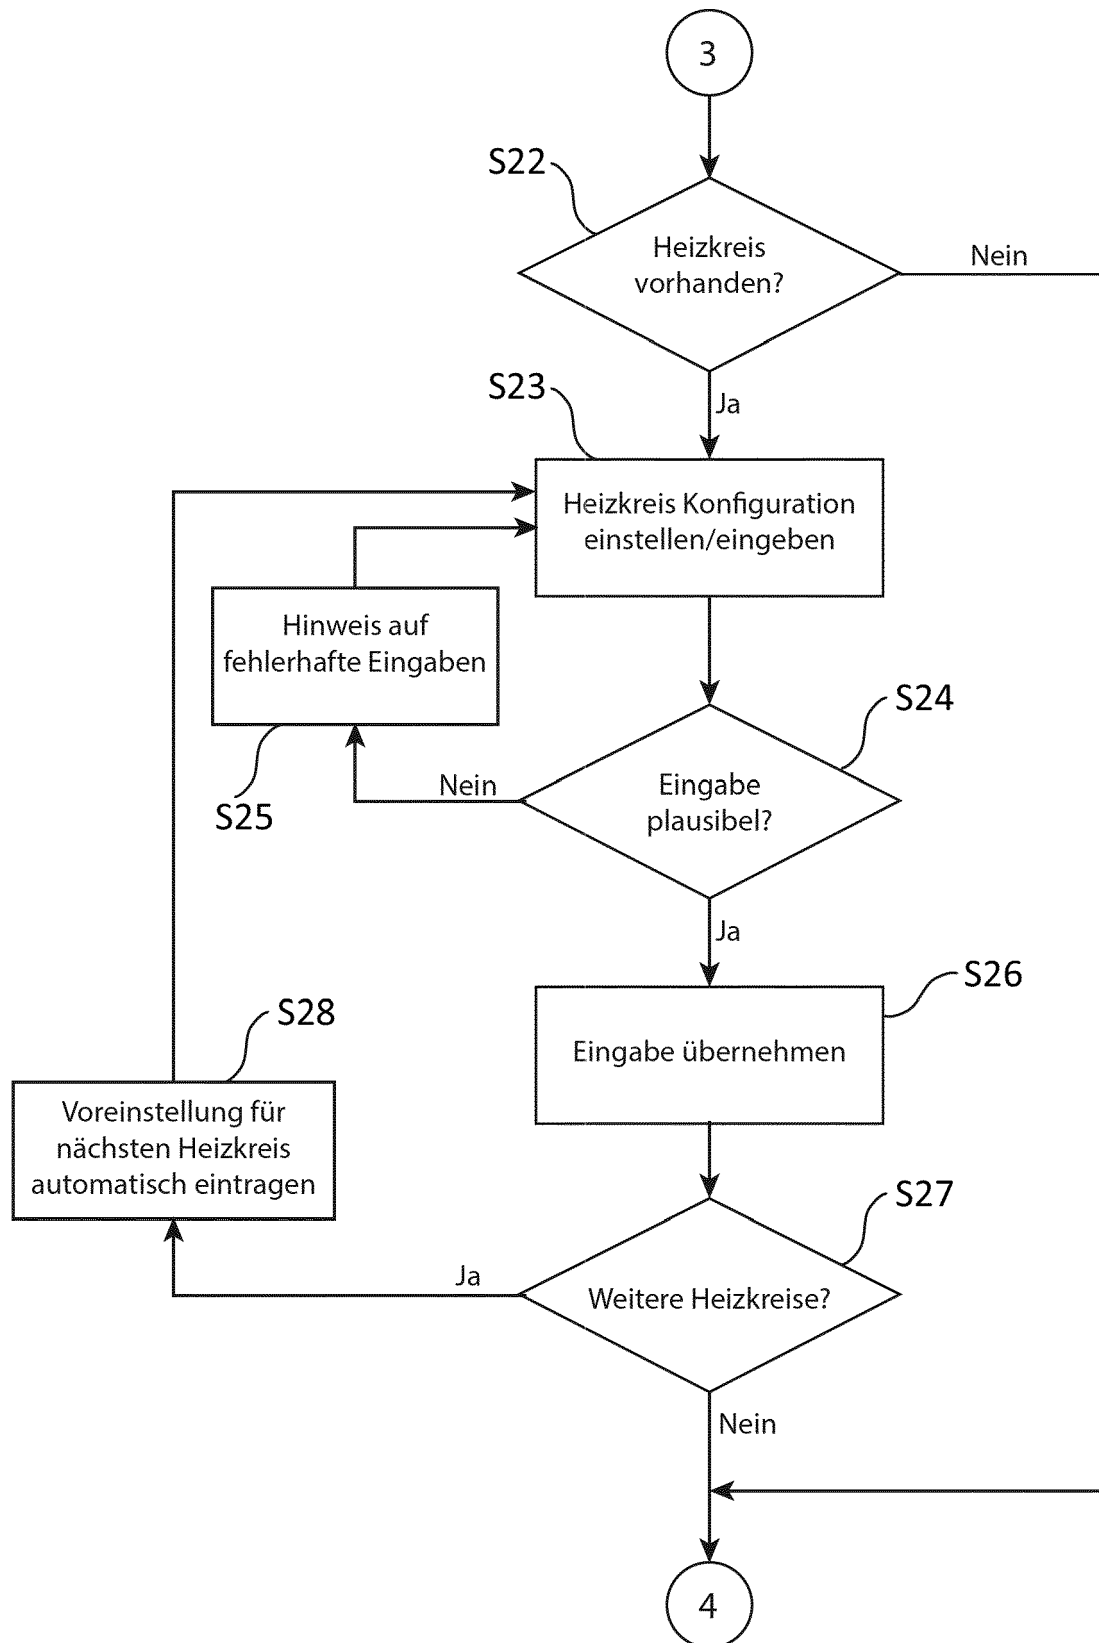 3
S22
Heizkreis
vorhanden?
Nein
S23
Ja
Heizkreis Konfiguration
einstellen/eingeben
Hinweis auf
fehlerhafte Eingaben
S24
S25
Nein
Eingabe
plausibel?
Ja
S26
Eingabe übernehmen
S28
Voreinstellung für
nächsten Heizkreis
automatisch eintragen
S27
Ja
Weitere Heizkreise?
Nein
4